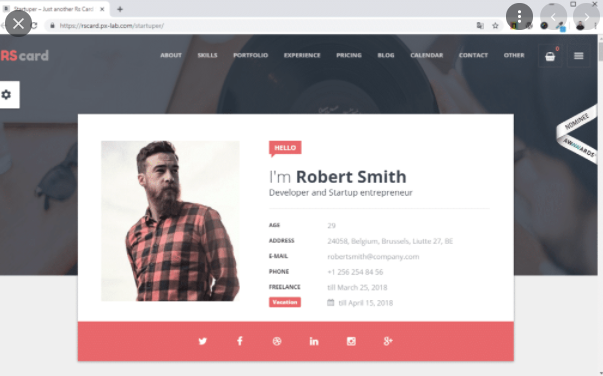 Startuper – Just another Rs Card
https://rscard.ps-lab.com/startuper/
RScard
ABOUT SKILLS PORTFOLIO EXPERIENCE PRICING BLOG CALENDAR CONTACT OTHER
0
NOMINEE
AWWWARDS
HELLO
I'm Robert Smith
Developer and Startup entrepreneur
AGE 29
ADDRESS 24058, Belgium, Brussels, Liutte 27, BE
E-MAIL robertsmith@company.com
PHONE +1 256 254 84 56
FREELANCE till March 25, 2018
Vacation till April 15, 2018